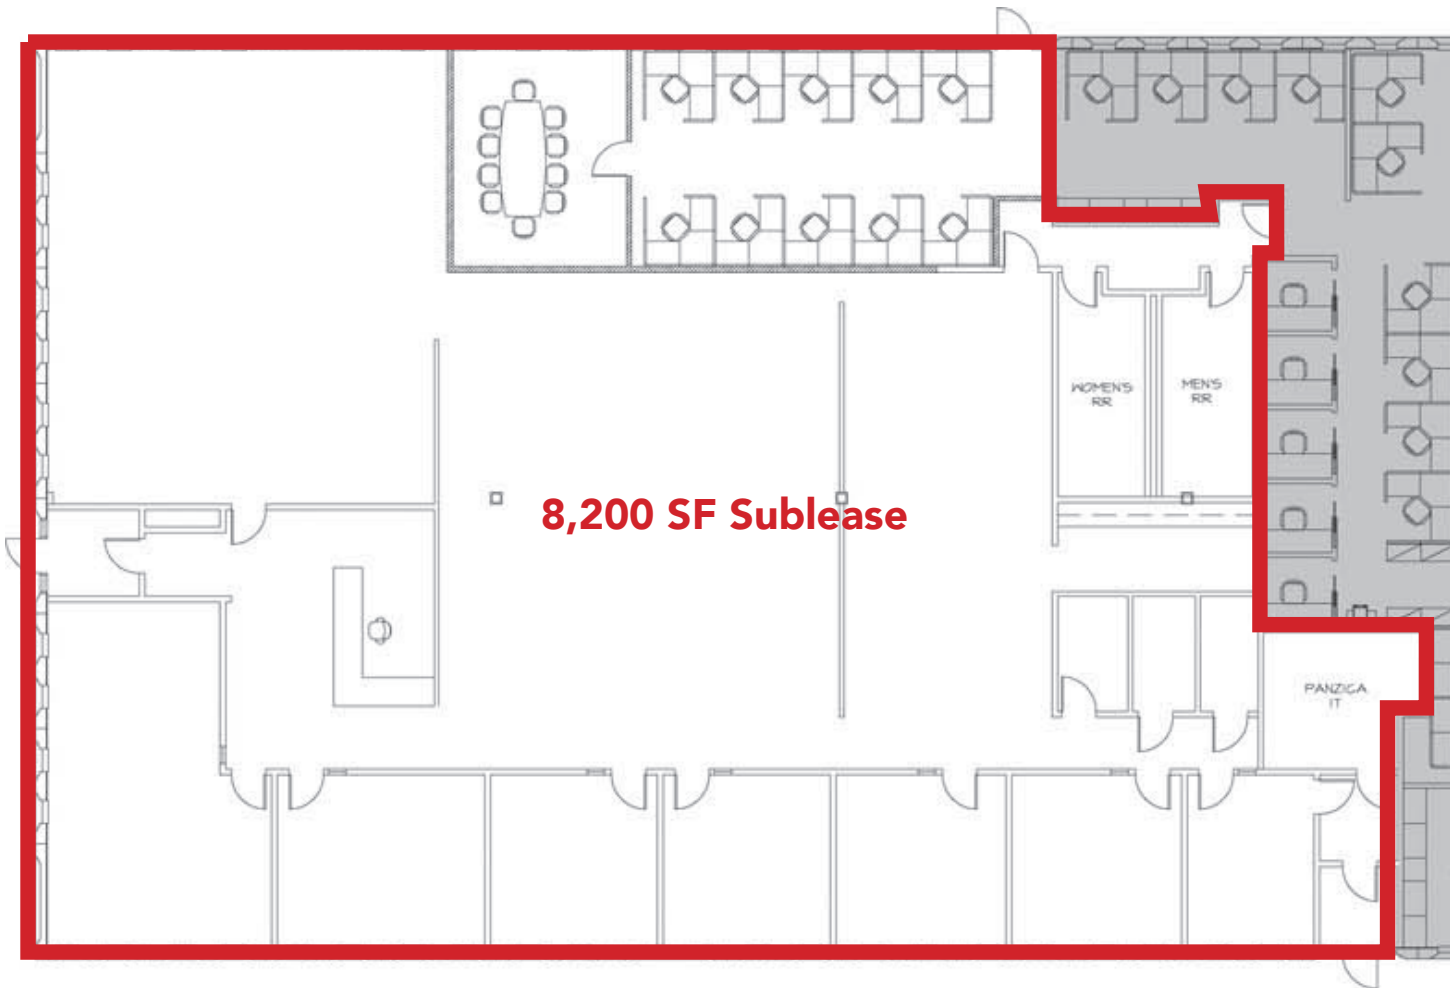 WOMEN'S
RR
MEN'S
RR
8,200 SF Sublease
PANZICA
IT